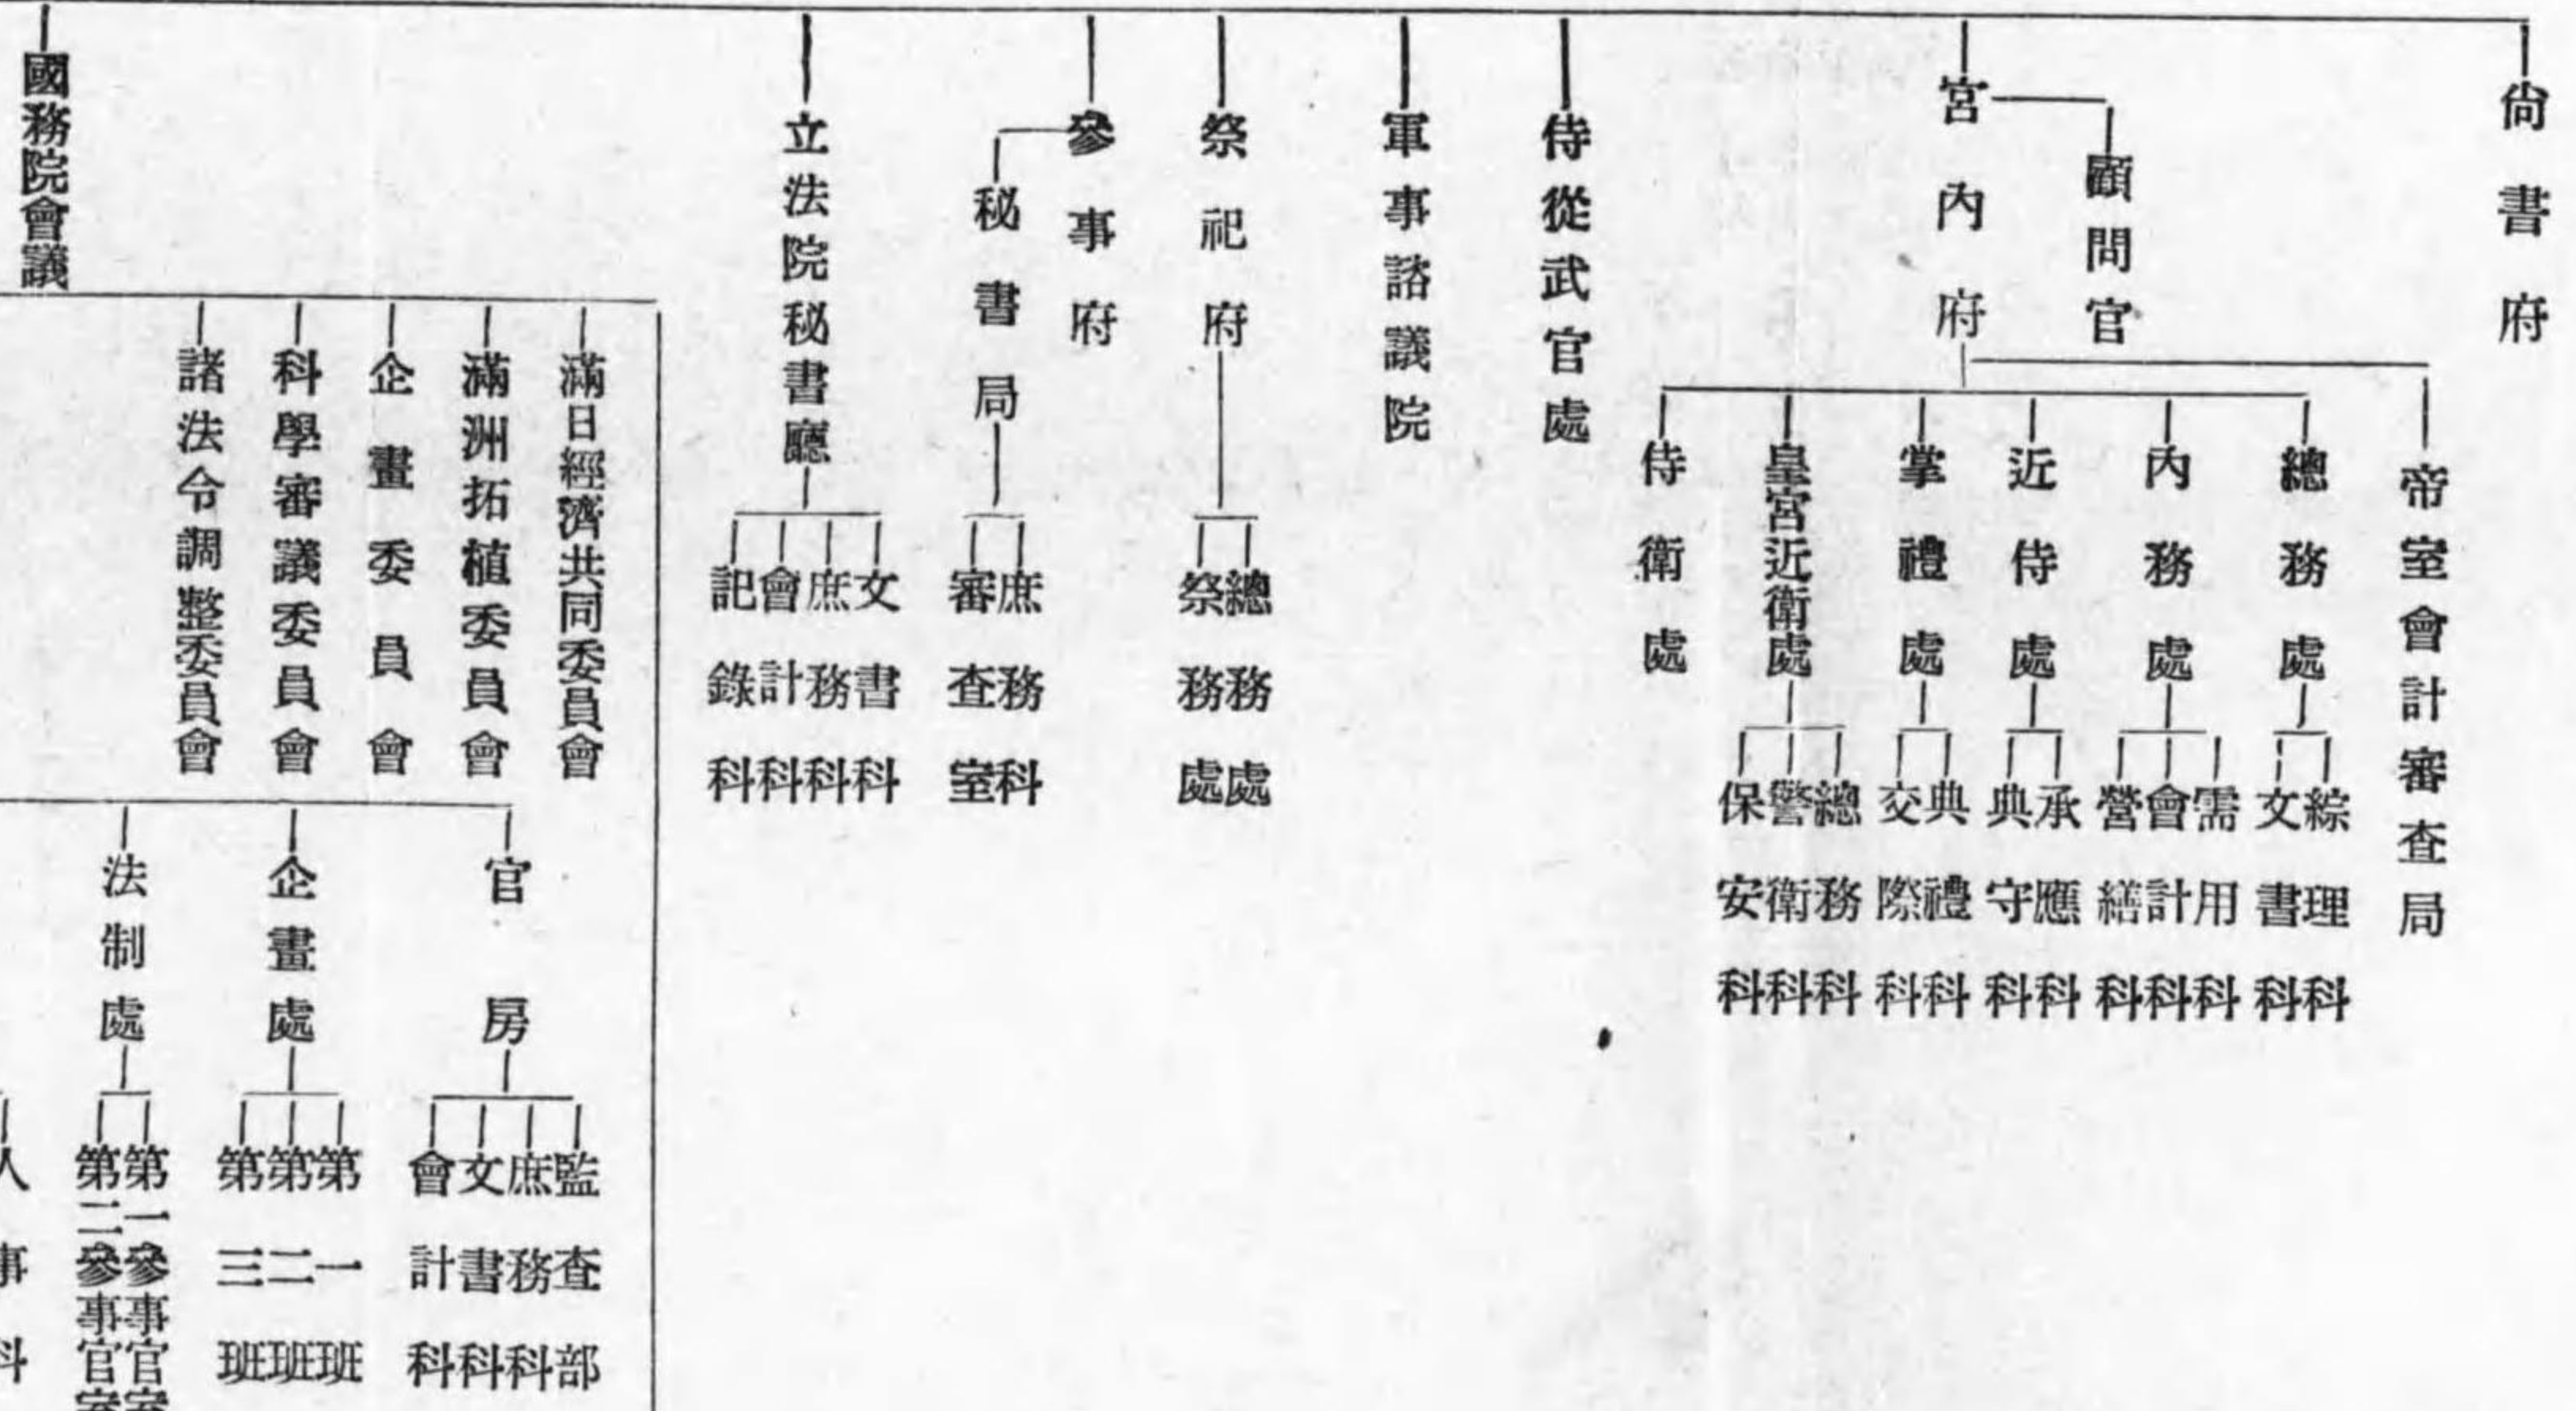 尙書府
宮內府
顧問官
帝室會計審査局
總務處
綜理科
文書科
內務處
需用科
會計科
營繕科
近侍處
承應科
典守科
掌禮處
典禮科
交際科
皇宮近衛處
總務科
警衛科
保安科
侍衛處
侍從武官處
軍事諮議院
祭祀府
總務處
祭務處
參事府
秘書局
庶務科
審査室
立法院秘書廳
文書科
庶務科
會計科
記錄科
國務院會議
滿日經濟共同委員會
滿洲拓植委員會
企畫委員會
科學審議委員會
諸法令調整委員會
官房
監査部
庶務科
文書科
會計科
企畫處
第一班
第二班
第三班
法制處
第一參事官室
第二參事官室
人事科